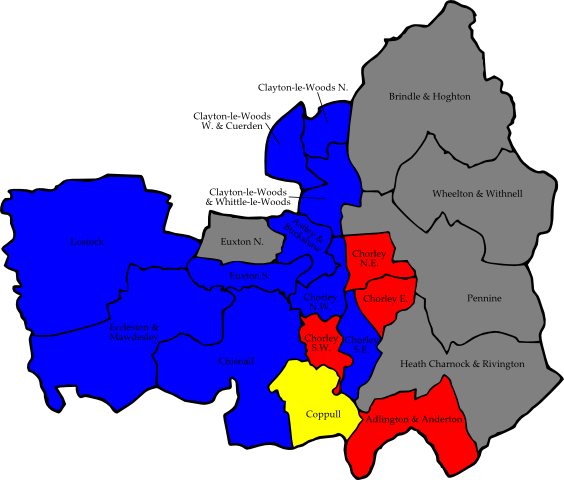 Clayton-le-Woods N.
Brindle & Hoghton
Clayton-le-Woods
W. & Cuerden
Clayton-le-Woods
& Whittle-le-Woods
Wheelton & Withnell
Astley &
Buckshaw
Lostock
Euxton N.
Chorley
N.E.
Euxton S.
Chorley
N.W.
Chorley E.
Pennine
Eccleston &
Mawdesley
Chorley
S.W.
Chorley
S.E.
Chisnall
Heath Charnock & Rivington
Coppull
Adlington & Anderton